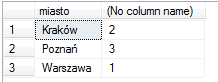 miasto (No column name)
1 Kraków 2
2 Poznań 3
3 Warszawa 1